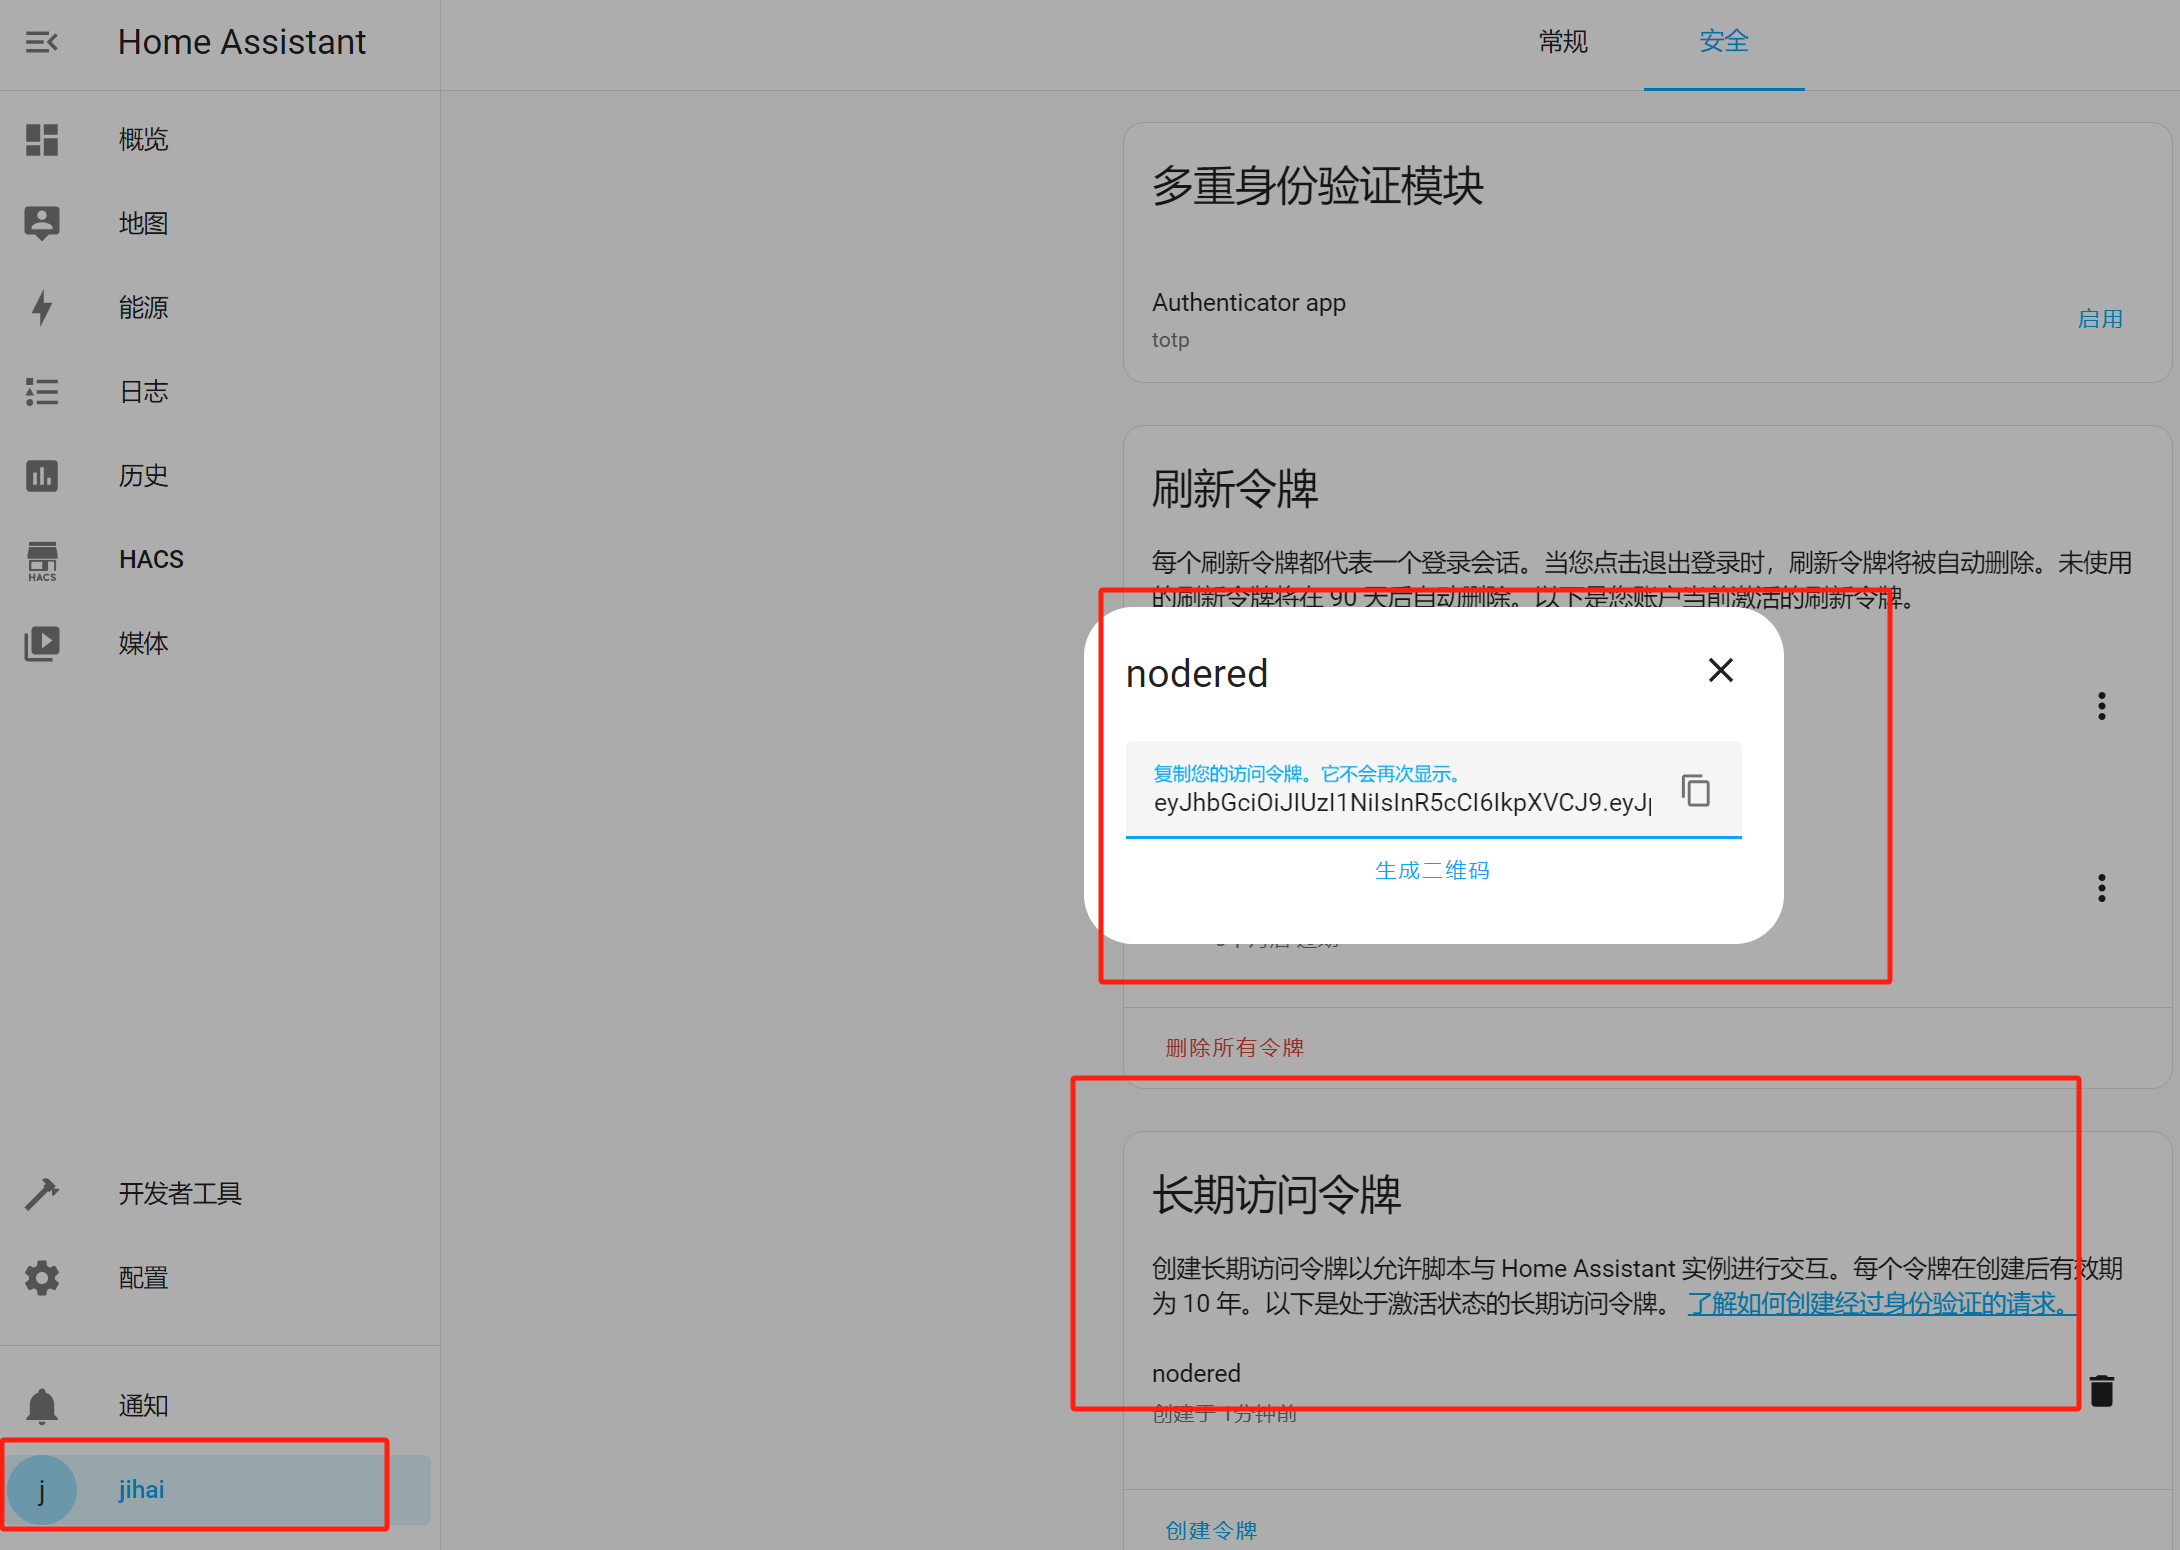 Home Assistant
常规
安全
概览
地图
能源
日志
历史
HACS
HACS
媒体
开发者工具
配置
通知
j
jihai
多重身份验证模块
Authenticator app
totp
启用
刷新令牌
每个刷新令牌都代表一个登录会话。当您点击退出登录时，刷新令牌将被自动删除。未使用
的刷新令牌将在 90 天后自动删除。以下是您账户当前激活的刷新令牌。
nodered
复制您的访问令牌。它不会再次显示。
eyJhbGciOiJIUzI1NiIsInR5cCI6IkpXVCJ9.eyJp
生成二维码
删除所有令牌
长期访问令牌
创建长期访问令牌以允许脚本与 Home Assistant 实例进行交互。每个令牌在创建后有效期
为 10 年。以下是处于激活状态的长期访问令牌。 了解如何创建经过身份验证的请求。
nodered
创建于 1分钟前
创建令牌